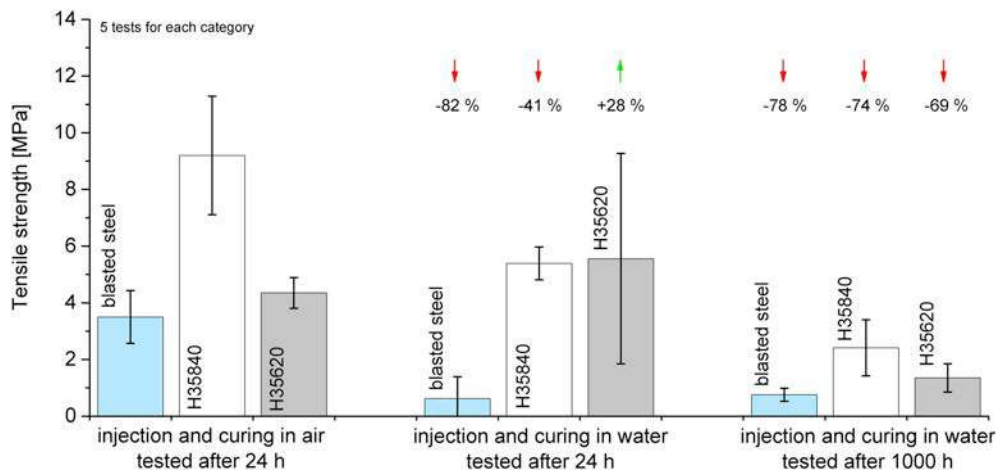 5 tests for each category
Tensile strength [MPa]
14
12
10
8
6
4
2
0
-82 %
-41 %
+28 %
-78 %
-74 %
-69 %
blasted steel
H35840
H35620
blasted steel
H35840
H35620
blasted steel
H35840
H35620
injection and curing in air
tested after 24 h
injection and curing in water
tested after 24 h
injection and curing in water
tested after 1000 h